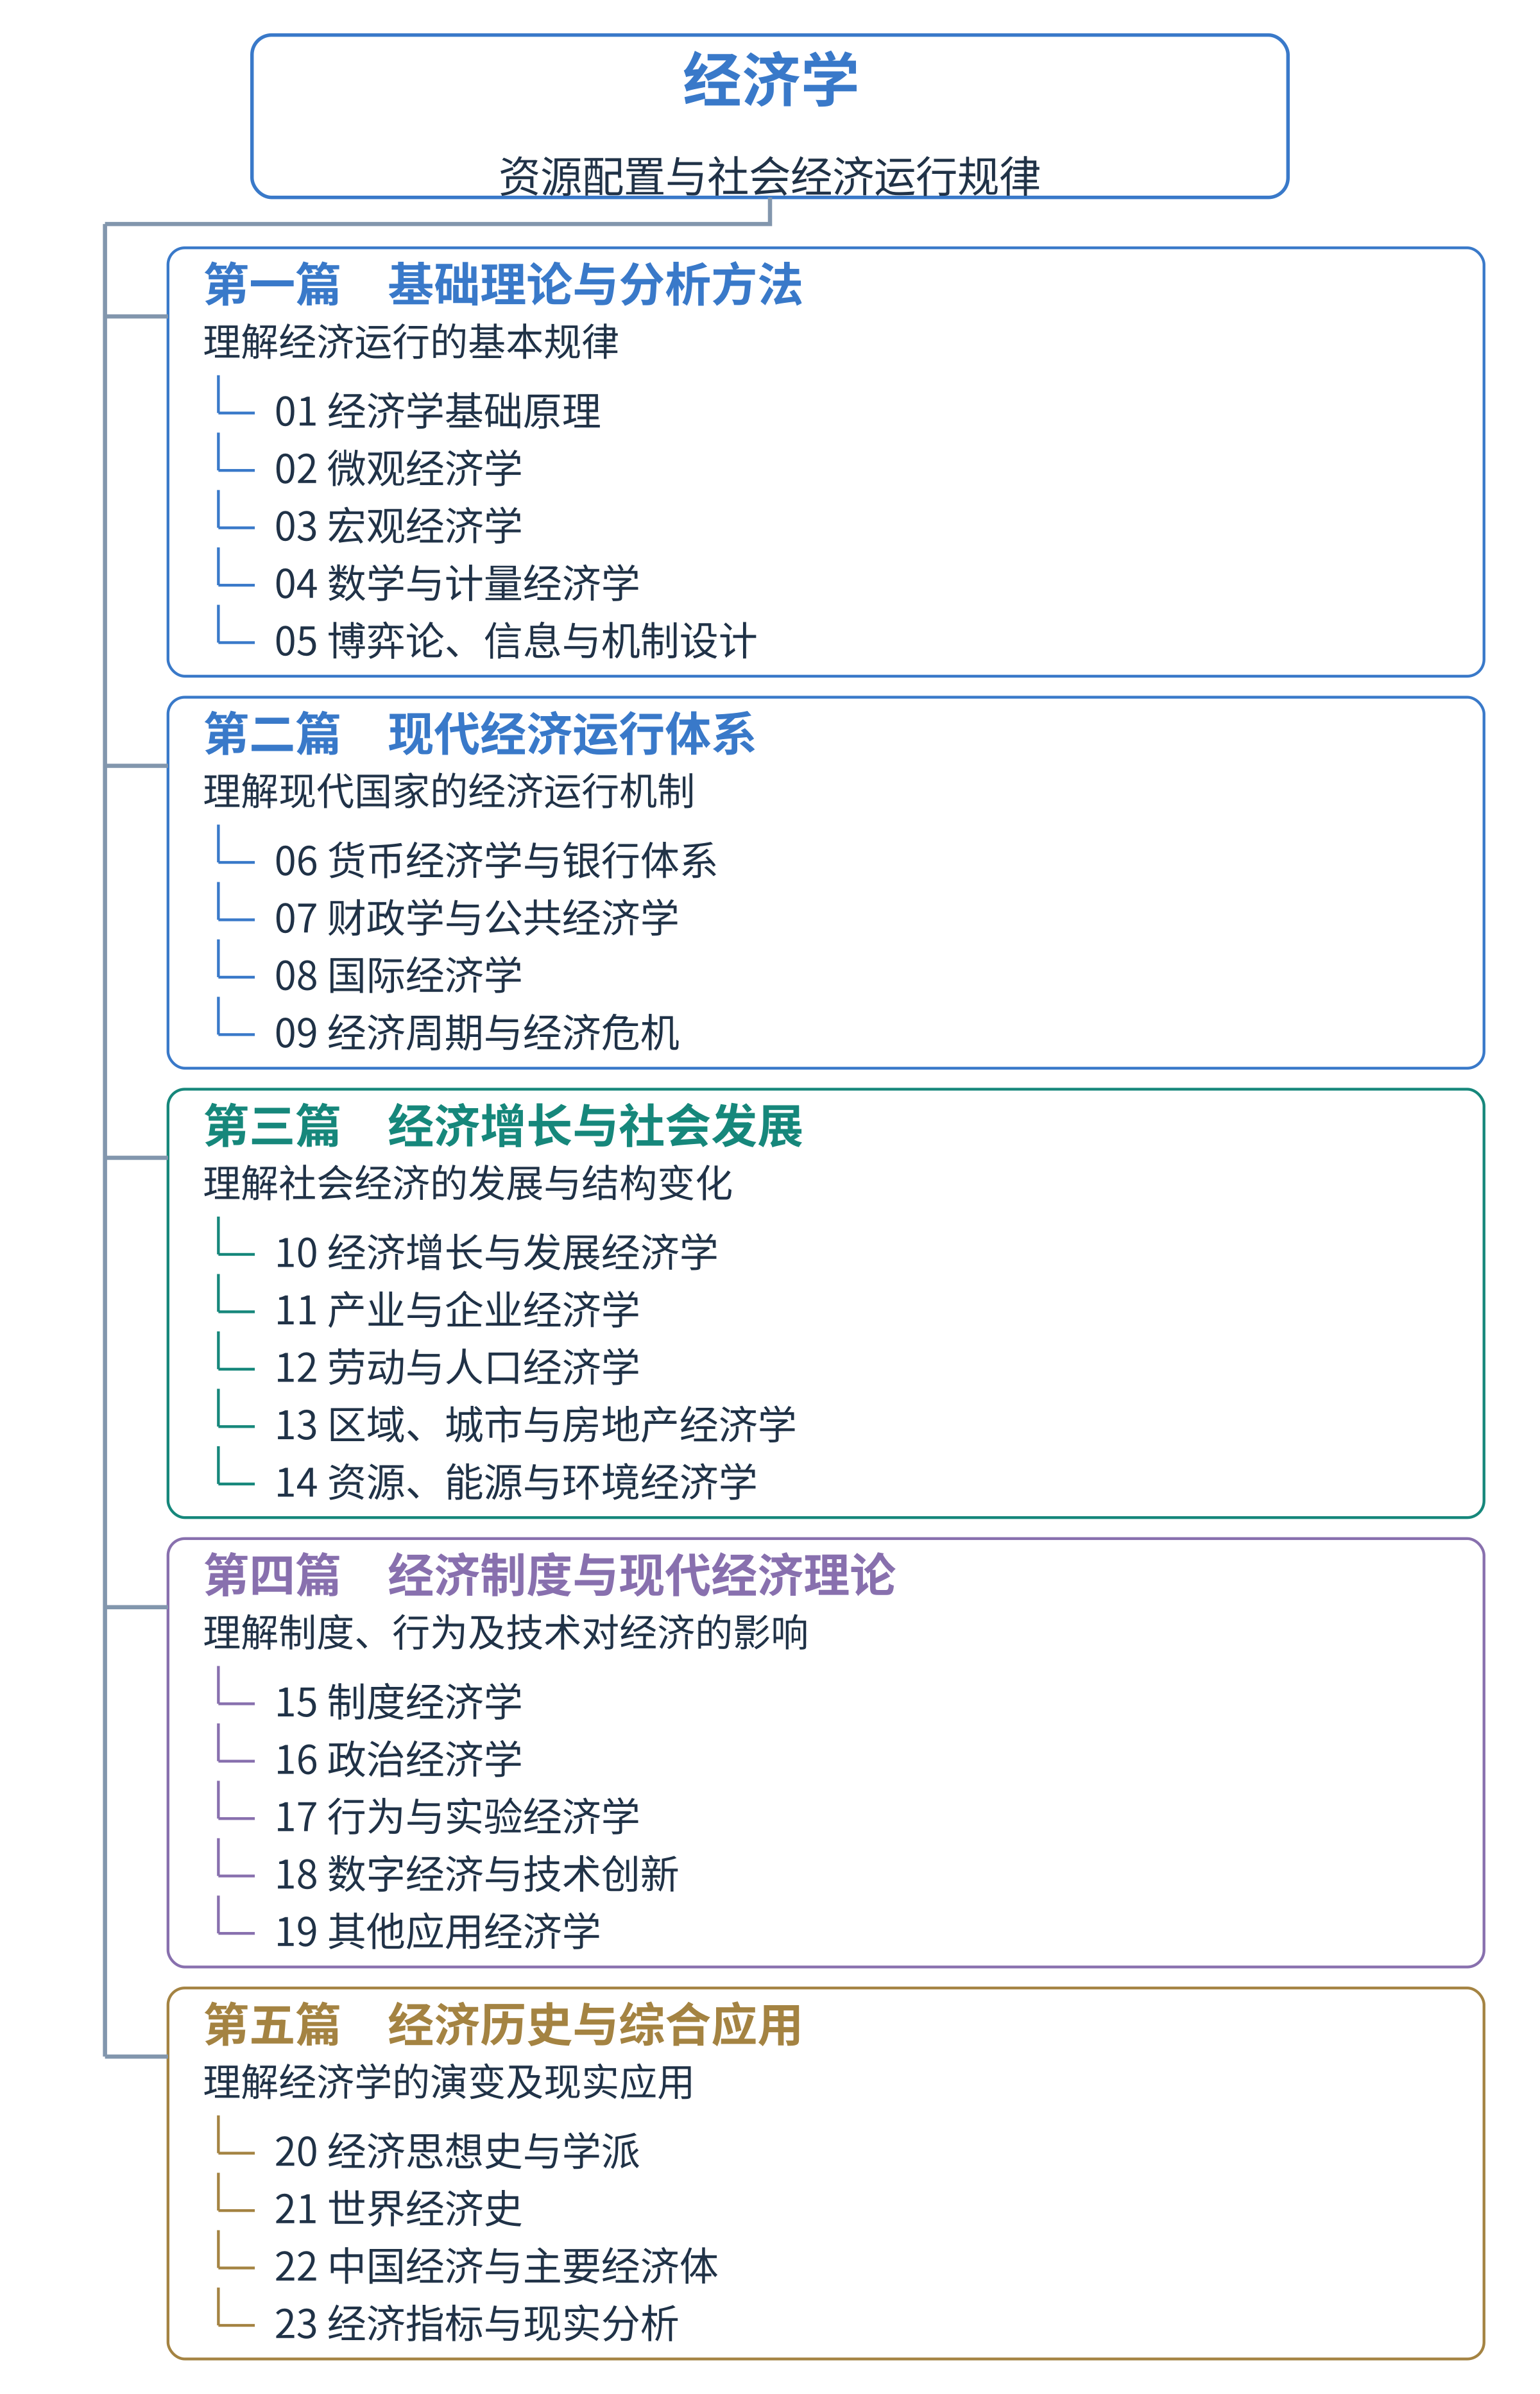 经济学
资源配置与社会经济运行规律
第一篇　基础理论与分析方法
理解经济运行的基本规律
01 经济学基础原理
02 微观经济学
03 宏观经济学
04 数学与计量经济学
05 博弈论、信息与机制设计
第二篇　现代经济运行体系
理解现代国家的经济运行机制
06 货币经济学与银行体系
07 财政学与公共经济学
08 国际经济学
09 经济周期与经济危机
第三篇　经济增长与社会发展
理解社会经济的发展与结构变化
10 经济增长与发展经济学
11 产业与企业经济学
12 劳动与人口经济学
13 区域、城市与房地产经济学
14 资源、能源与环境经济学
第四篇　经济制度与现代经济理论
理解制度、行为及技术对经济的影响
15 制度经济学
16 政治经济学
17 行为与实验经济学
18 数字经济与技术创新
19 其他应用经济学
第五篇　经济历史与综合应用
理解经济学的演变及现实应用
20 经济思想史与学派
21 世界经济史
22 中国经济与主要经济体
23 经济指标与现实分析